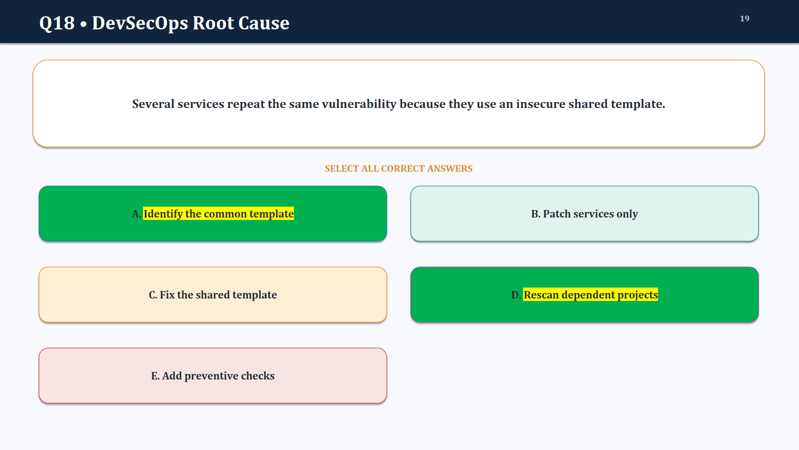 Q18 • DevSecOps Root Cause
19
Several services repeat the same vulnerability because they use an insecure shared template.
SELECT ALL CORRECT ANSWERS
A. Identify the common template
B. Patch services only
C. Fix the shared template
D. Rescan dependent projects
E. Add preventive checks